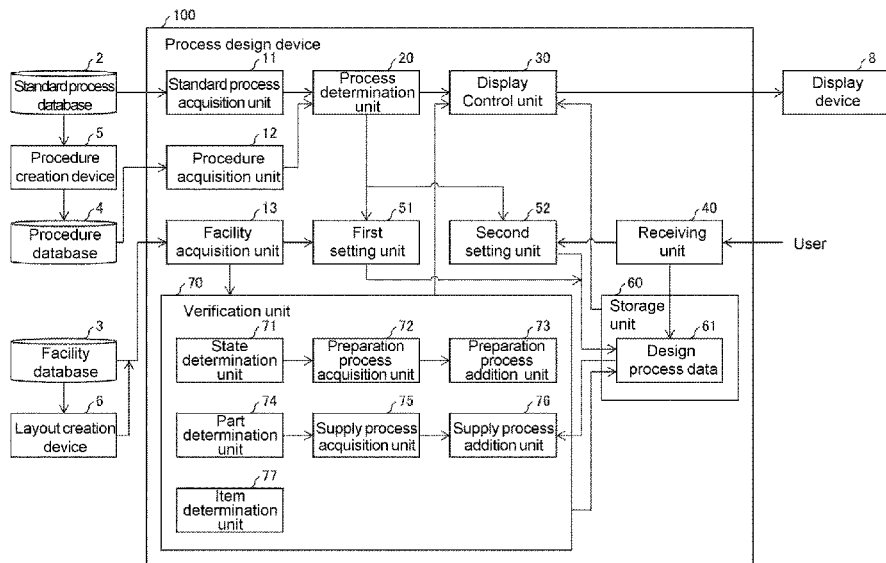 100
Process design device
2
Standard process
database
11
Standard process
acquisition unit
20
Process
determination
unit
30
Display
Control unit
8
Display
device
5
Procedure
creation device
12
Procedure
acquisition unit
4
Procedure
database
13
Facility
acquisition unit
51
First
setting unit
52
Second
setting unit
40
Receiving
unit
User
70
Verification unit
60
Storage
unit
71
State
determination
unit
72
Preparation
process
acquisition unit
73
Preparation
process
addition unit
61
Design
process data
3
Facility
database
6
Layout creation
device
74
Part
determination
unit
75
Supply process
acquisition unit
76
Supply process
addition unit
77
Item
determination
unit